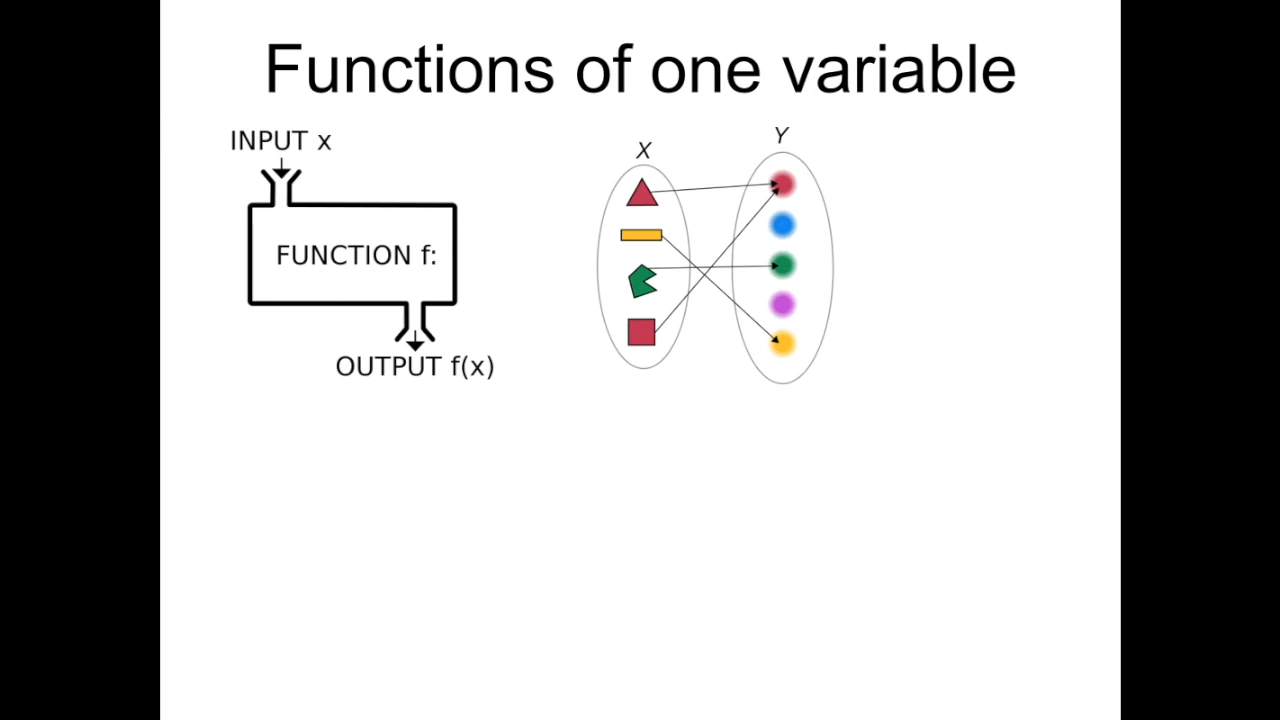 Functions of one variable
INPUT x
FUNCTION f:
OUTPUT f(x)
X
Y